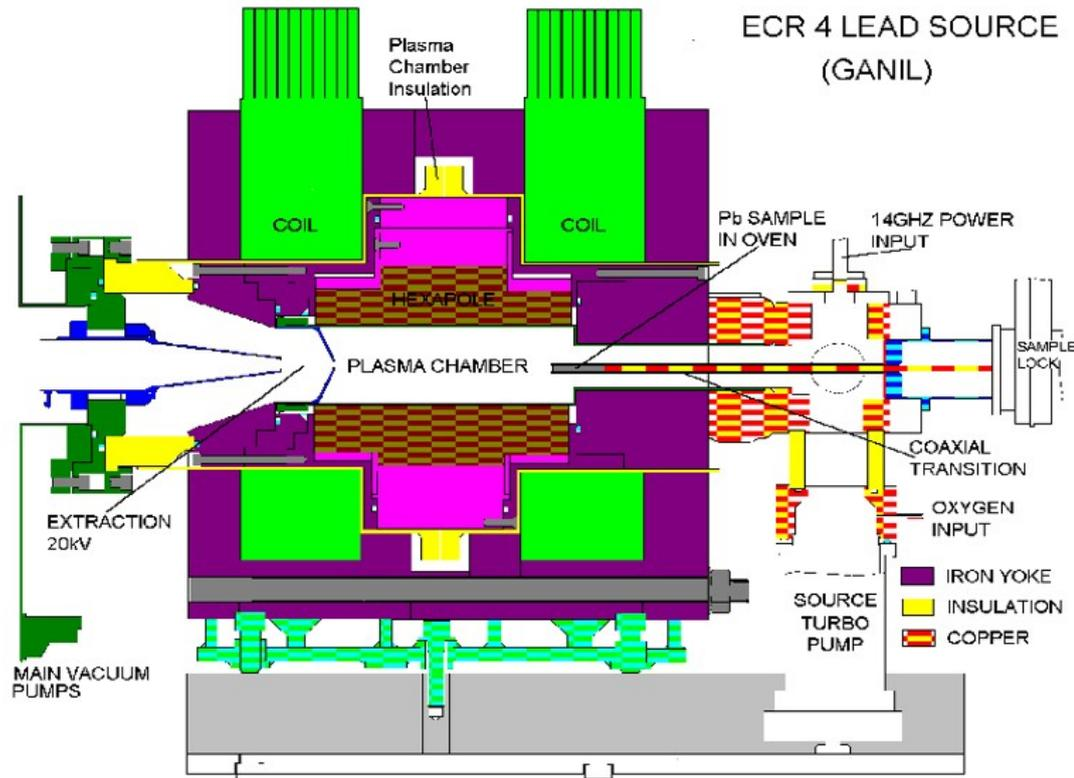 ECR 4 LEAD SOURCE
(GANIL)
Plasma
Chamber
Insulation
COIL
COIL
Pb SAMPLE
IN OVEN
14GHZ POWER
INPUT
HEXAPOLE
PLASMA CHAMBER
SAMPLE
LOCK
COAXIAL
TRANSITION
EXTRACTION
20kV
OXYGEN
INPUT
IRON YOKE
INSULATION
COPPER
SOURCE
TURBO
PUMP
MAIN VACUUM
PUMPS